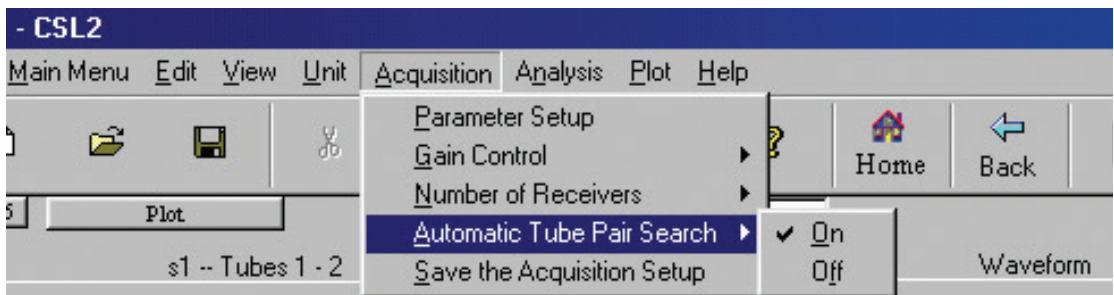 - CSL2
Main Menu Edit View Unit Acquisition Analysis Plot Help
Parameter Setup
Gain Control
Home Back
Number of Receivers
Plot
Automatic Tube Pair Search
On
s1 -- Tubes 1 - 2
Save the Acquisition Setup
Off
Waveform